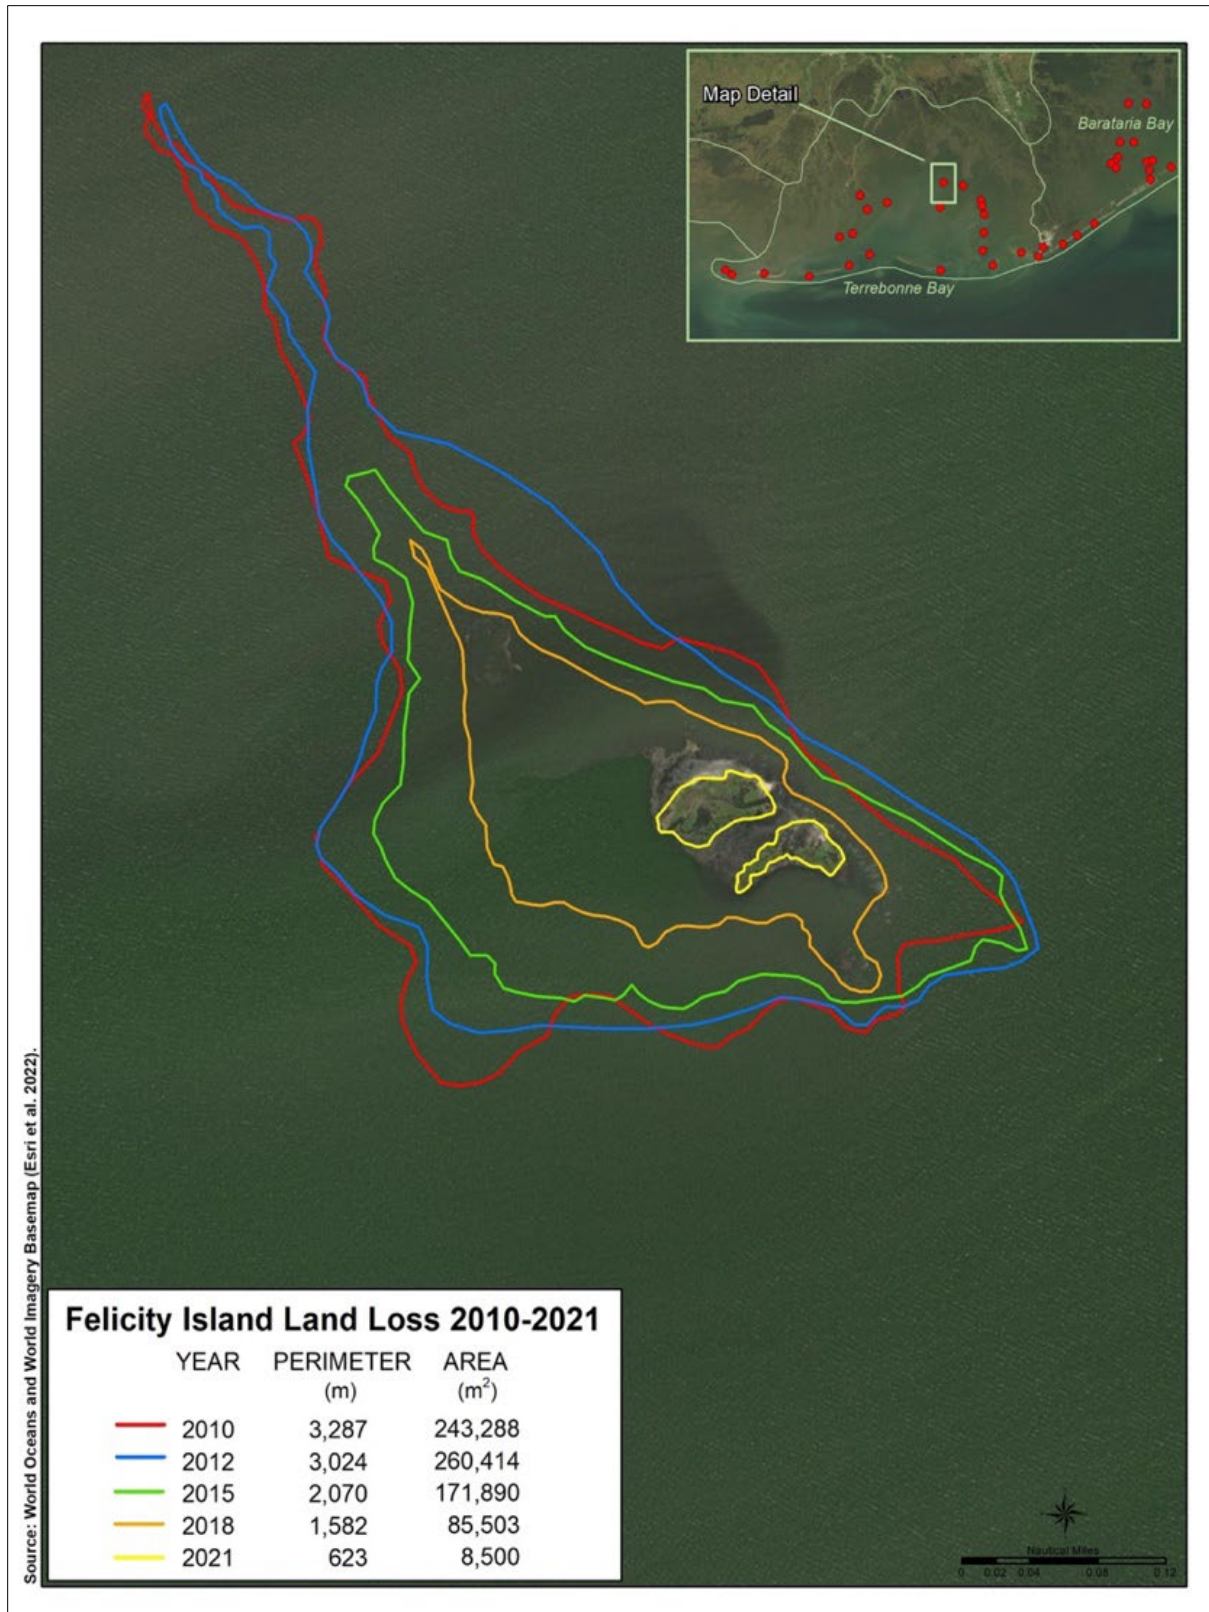 Map Detail
Barataria Bay
Terrebonne Bay
Source: World Oceans and World Imagery Basemap (Esri et al. 2022).
Felicity Island Land Loss 2010-2021
YEAR PERIMETER AREA
(m) (m²)
2010 3,287 243,288
2012 3,024 260,414
2015 2,070 171,890
2018 1,582 85,503
2021 623 8,500
Nautical Miles
0 0.02 0.04 0.08 0.12